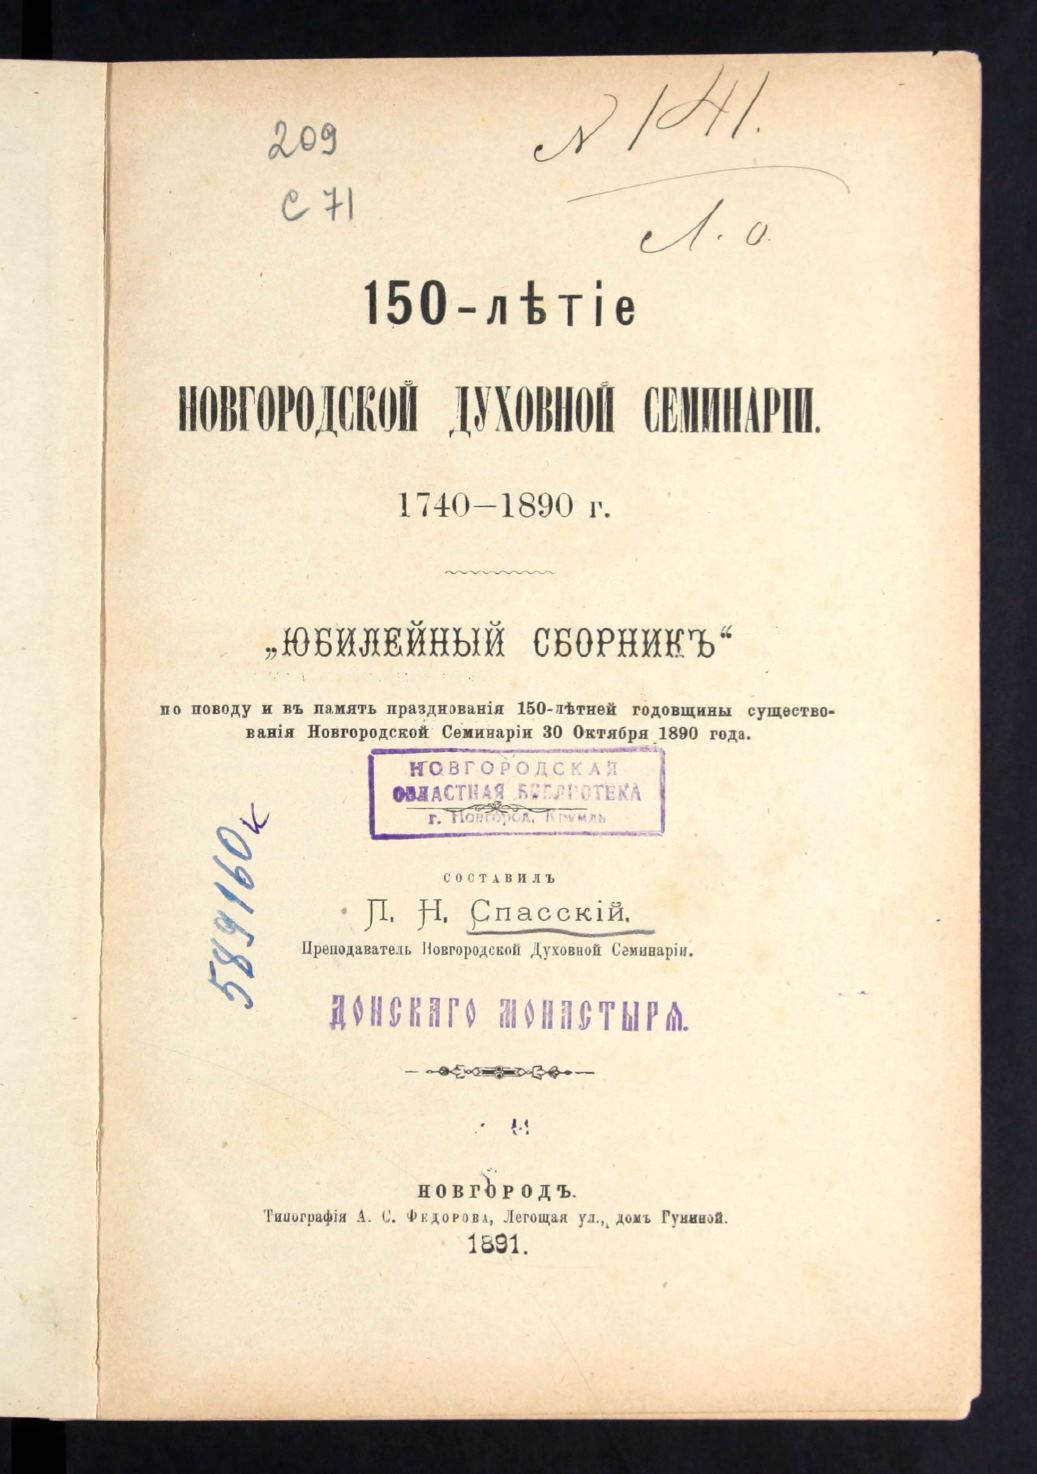 209
С 71
№ 141.
Л. о.
150-лѣтіе
НОВГОРОДСКОЙ ДУХОВНОЙ СЕМИНАРІИ.
1740—1890 г.
„ЮБИЛЕЙНЫЙ СБОРНИКЪ“
по поводу и въ память празднованія 150-лѣтней годовщины существо-
ванія Новгородской Семинаріи 30 Октября 1890 года.
НОВГОРОДСКАЯ
ОБЛАСТНАЯ БИБЛИОТЕКА
г. Новгород, Кремль
589160к
СОСТАВИЛЪ
П. Н. Спасскій.
Преподаватель Новгородской Духовной Семинаріи.
ДОНСКАГО МОНАСТЫРѦ.
НОВГОРОДЪ.
Типографія А. С. ФЕДОРОВА, Легощая ул., домъ Гуниной.
1891.